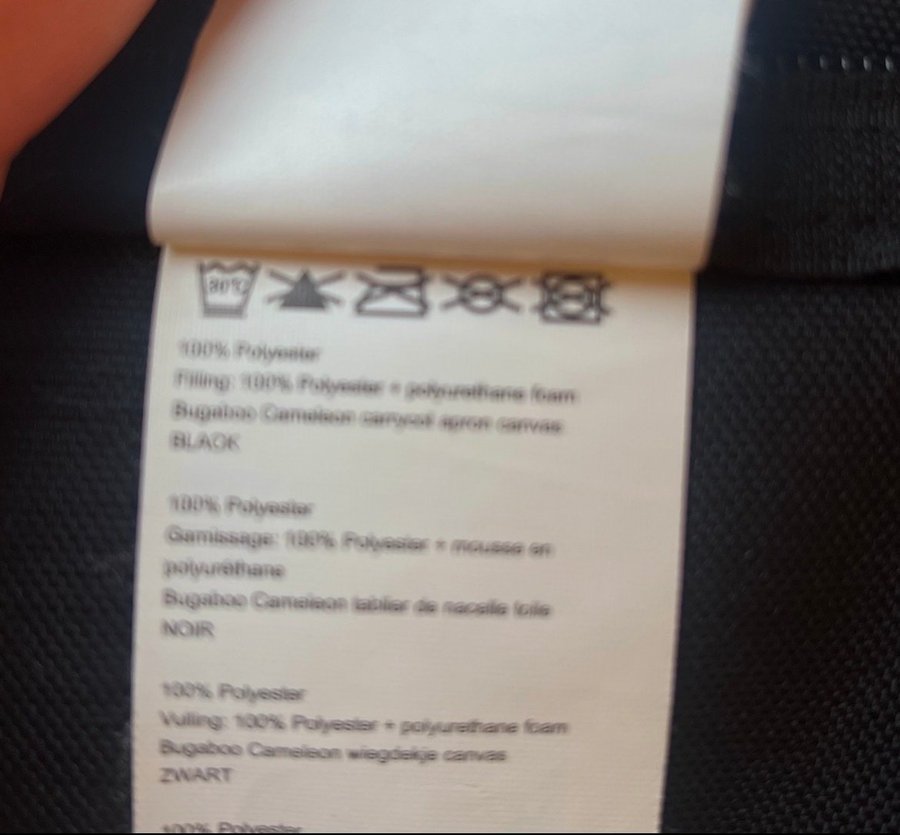 30°C
100% Polyester
Filling: 100% Polyester + polyurethane foam
Bugaboo Cameleon carrycot apron canvas
BLACK
100% Polyester
Garnissage: 100% Polyester + mousse en
polyuréthane
Bugaboo Cameleon tablier de nacelle toile
NOIR
100% Polyester
Vulling: 100% Polyester + polyurethane foam
Bugaboo Cameleon wiegdekje canvas
ZWART
100% Polyester